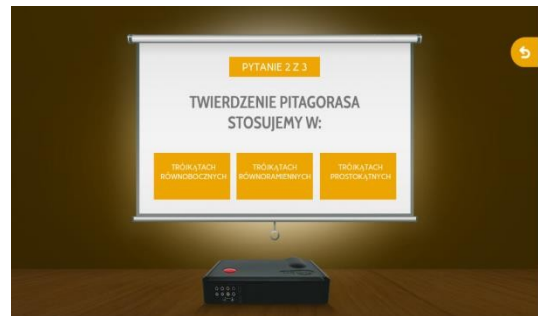 PYTANIE 2 Z 3
TWIERDZENIE PITAGORASA
STOSUJEMY W:
TRÓJKĄTACH
RÓWNOBOCZNYCH
TRÓJKĄTACH
RÓWNORAMIENNYCH
TRÓJKĄTACH
PROSTOKĄTNYCH